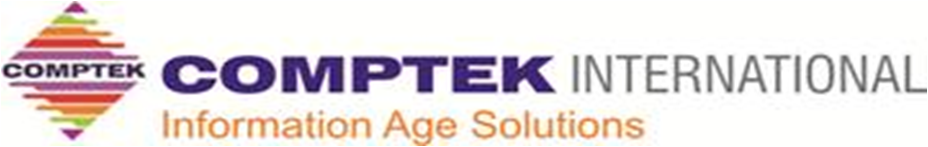 COMPTEK
COMPTEK INTERNATIONAL
Information Age Solutions